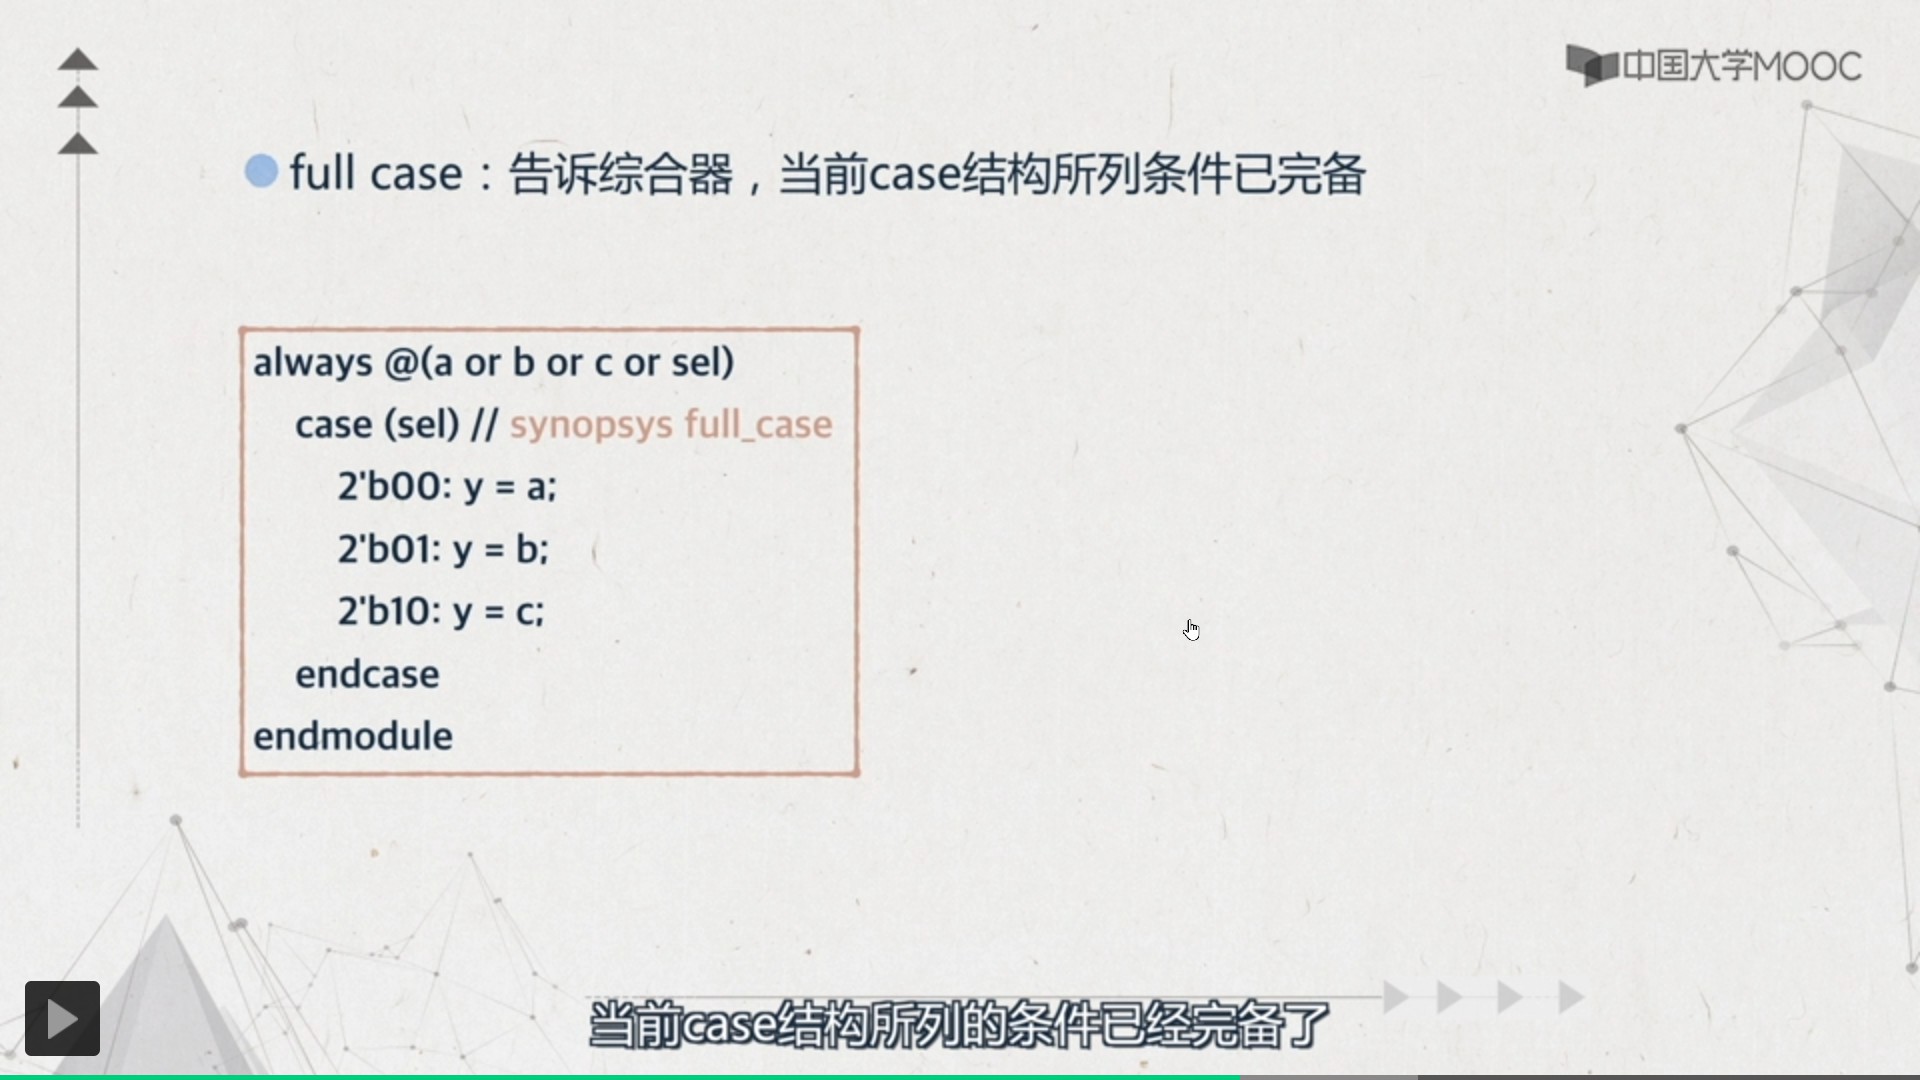 中国大学MOOC
full case：告诉综合器，当前case结构所列条件已完备
always @(a or b or c or sel)
case (sel) // synopsys full_case
2'b00: y = a;
2'b01: y = b;
2'b10: y = c;
endcase
endmodule
当前case结构所列的条件已经完备了